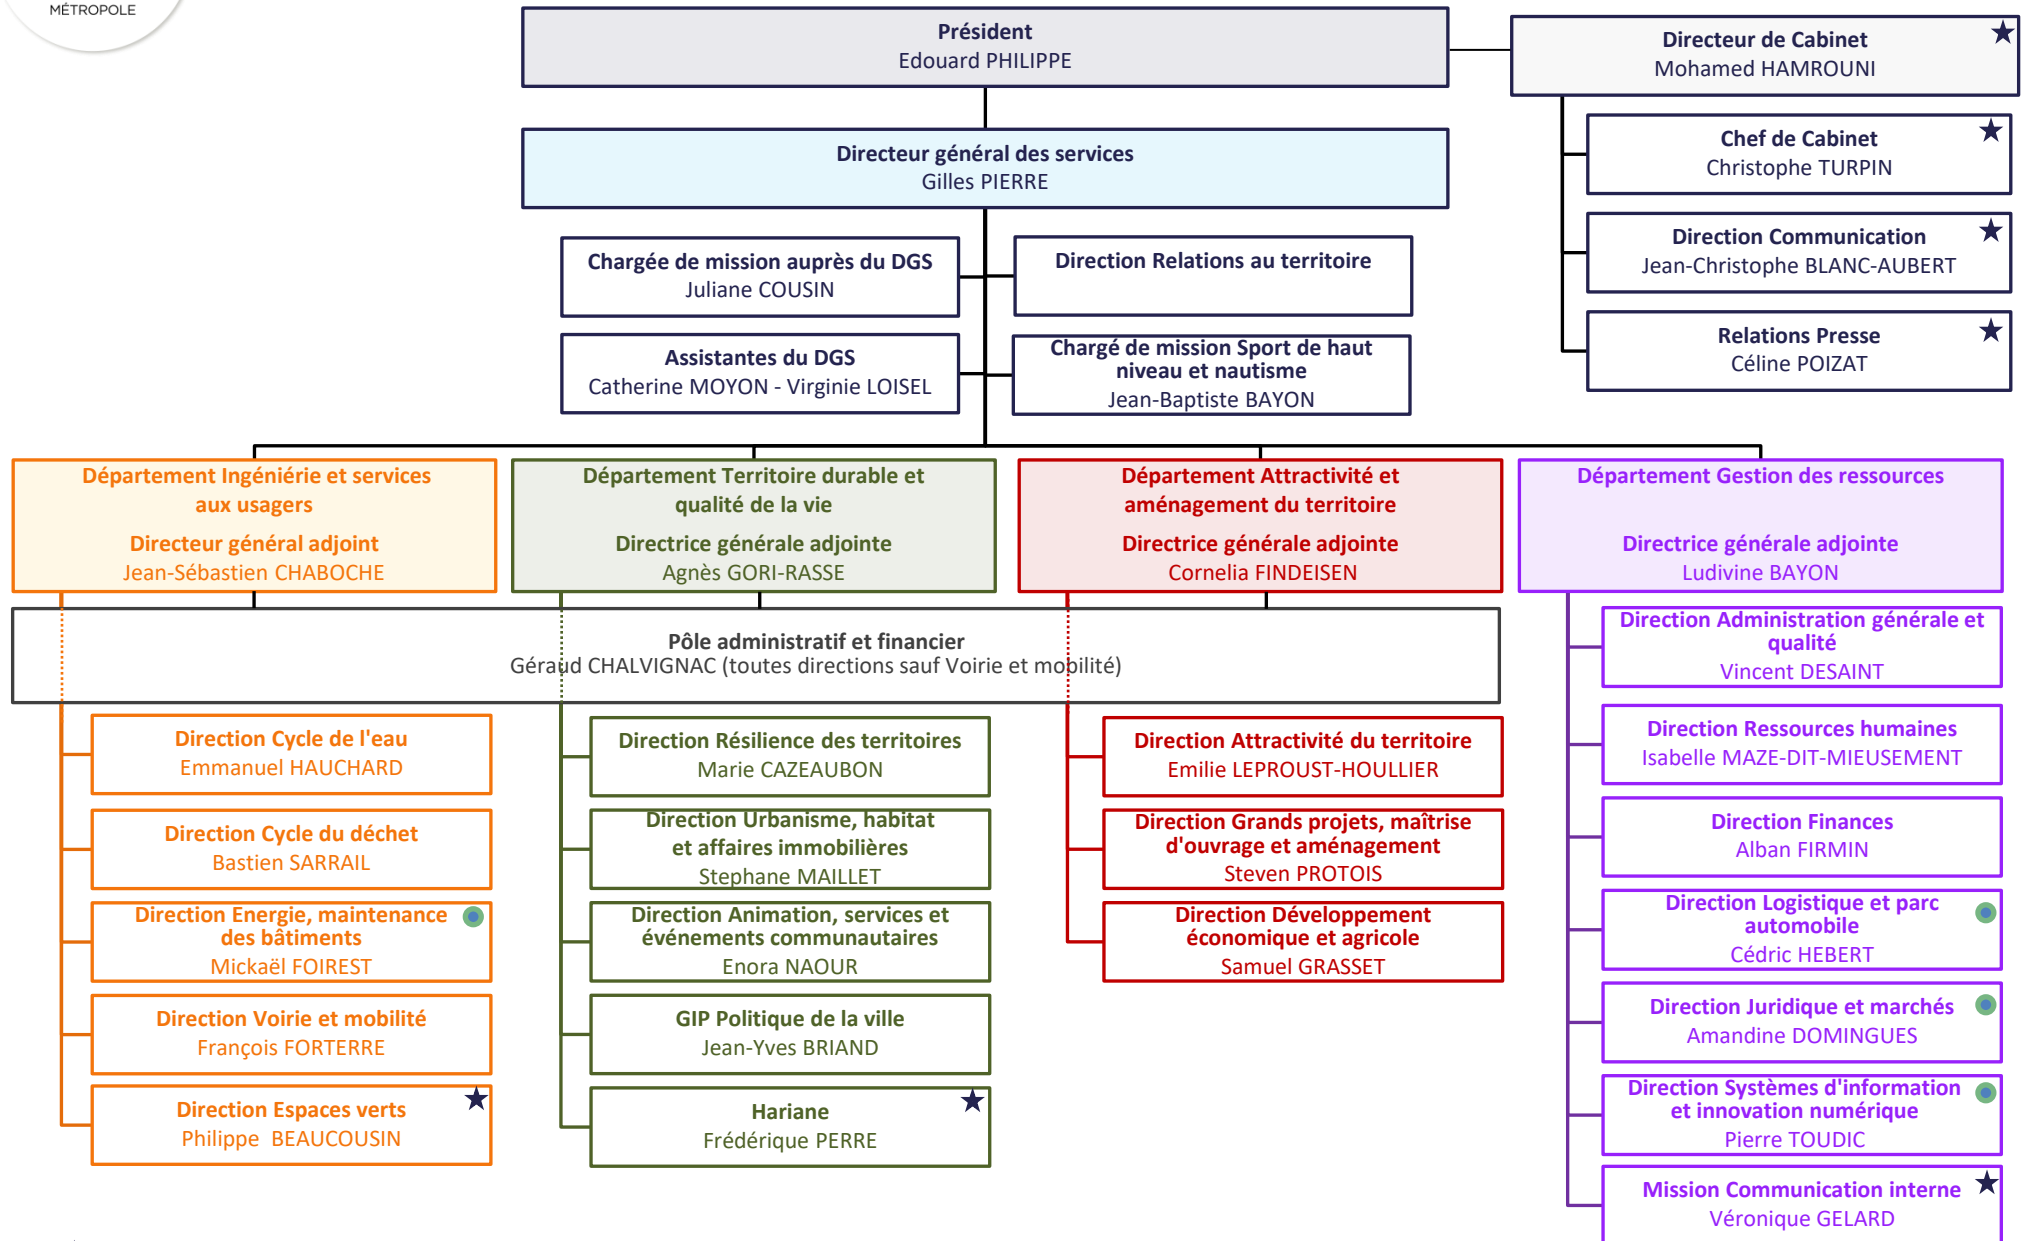 MÉTROPOLE
Président
Edouard PHILIPPE
Directeur de Cabinet
Mohamed HAMROUNI
Chef de Cabinet
Christophe TURPIN
Direction Communication
Jean-Christophe BLANC-AUBERT
Relations Presse
Céline POIZAT
Directeur général des services
Gilles PIERRE
Chargée de mission auprès du DGS
Juliane COUSIN
Direction Relations au territoire
Assistantes du DGS
Catherine MOYON - Virginie LOISEL
Chargé de mission Sport de haut
niveau et nautisme
Jean-Baptiste BAYON
Département Ingéniérie et services
aux usagers
Directeur général adjoint
Jean-Sébastien CHABOCHE
Département Territoire durable et
qualité de la vie
Directrice générale adjointe
Agnès GORI-RASSE
Département Attractivité et
aménagement du territoire
Directrice générale adjointe
Cornelia FINDEISEN
Département Gestion des ressources
Directrice générale adjointe
Ludivine BAYON
Pôle administratif et financier
Géraud CHALVIGNAC (toutes directions sauf Voirie et mobilité)
Direction Cycle de l'eau
Emmanuel HAUCHARD
Direction Cycle du déchet
Bastien SARRAIL
Direction Energie, maintenance
des bâtiments
Mickaël FOIREST
Direction Voirie et mobilité
François FORTERRE
Direction Espaces verts
Philippe  BEAUCOUSIN
Direction Résilience des territoires
Marie CAZEAUBON
Direction Urbanisme, habitat
et affaires immobilières
Stephane MAILLET
Direction Animation, services et
événements communautaires
Enora NAOUR
GIP Politique de la ville
Jean-Yves BRIAND
Hariane
Frédérique PERRE
Direction Attractivité du territoire
Emilie LEPROUST-HOULLIER
Direction Grands projets, maîtrise
d'ouvrage et aménagement
Steven PROTOIS
Direction Développement
économique et agricole
Samuel GRASSET
Direction Administration générale et
qualité
Vincent DESAINT
Direction Ressources humaines
Isabelle MAZE-DIT-MIEUSEMENT
Direction Finances
Alban FIRMIN
Direction Logistique et parc
automobile
Cédric HEBERT
Direction Juridique et marchés
Amandine DOMINGUES
Direction Systèmes d'information
et innovation numérique
Pierre TOUDIC
Mission Communication interne
Véronique GELARD